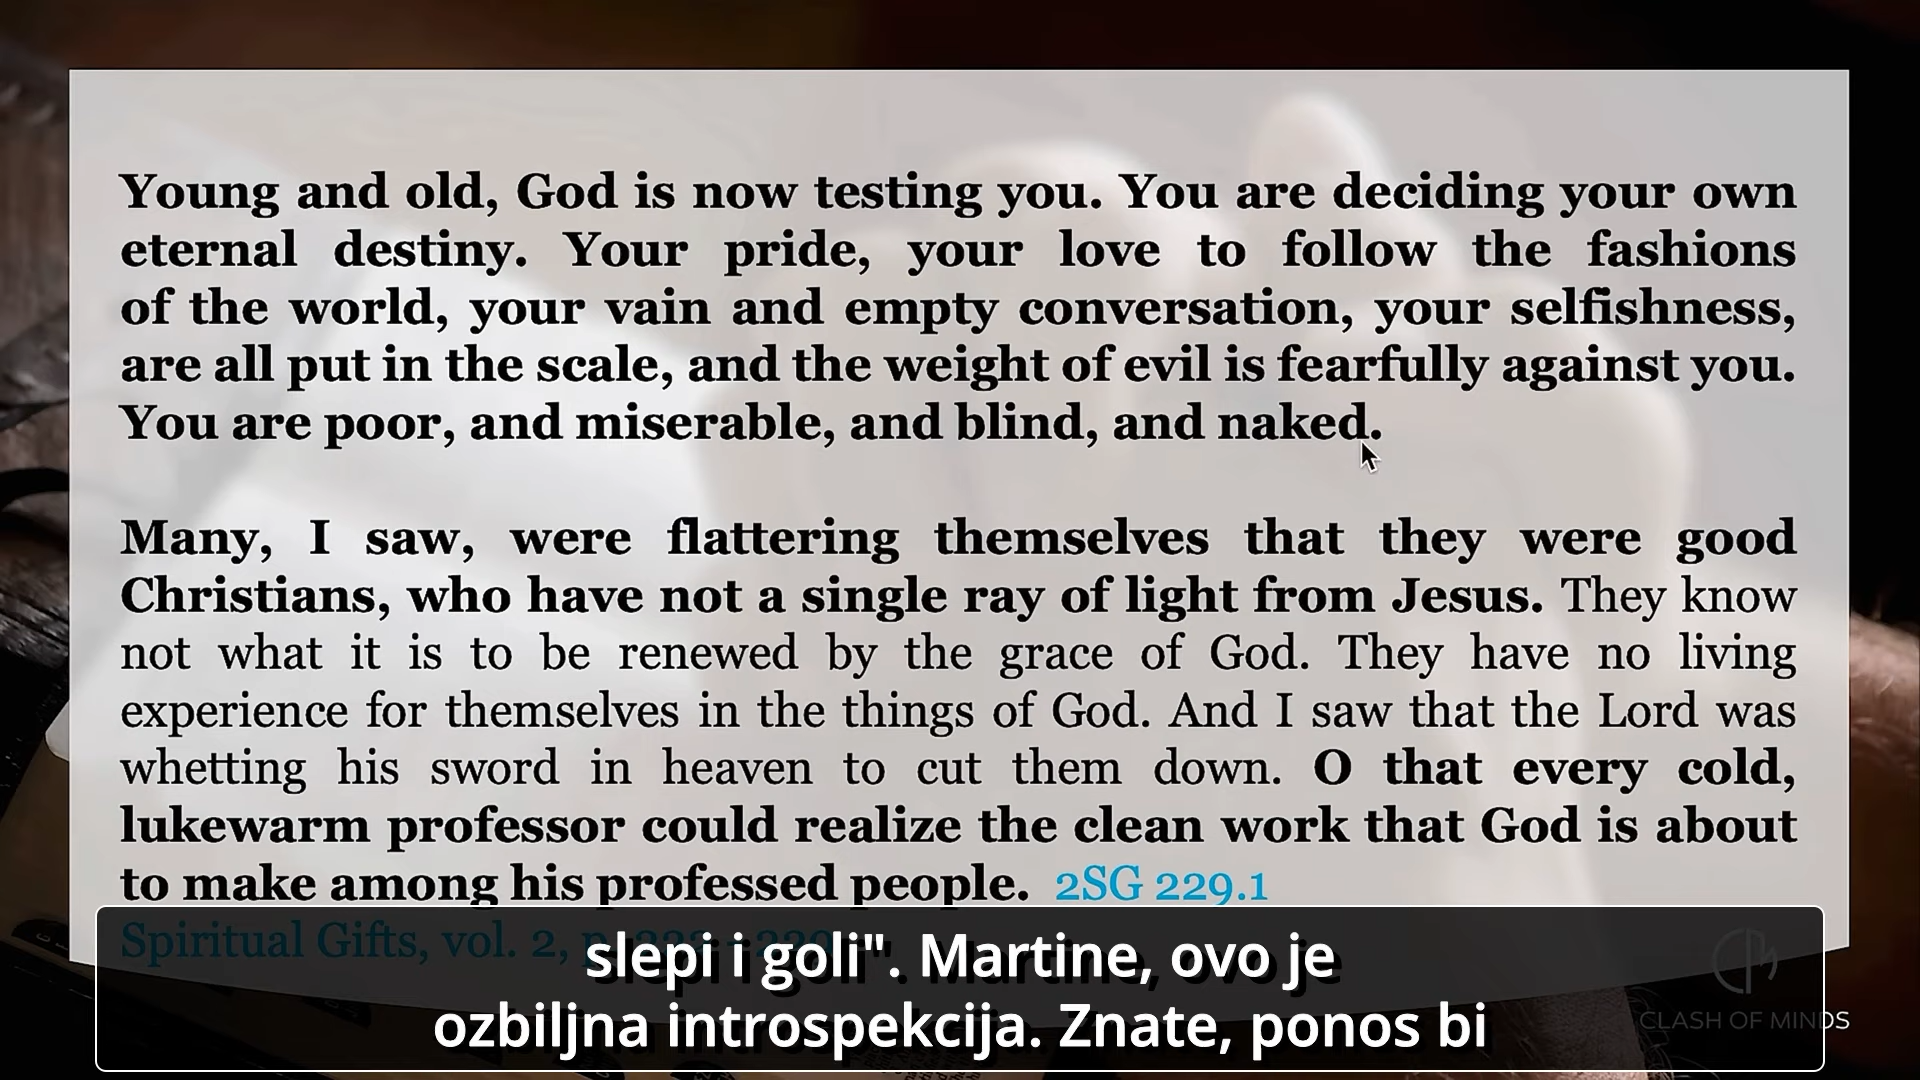 Young and old, God is now testing you. You are deciding your own
eternal destiny. Your pride, your love to follow the fashions
of the world, your vain and empty conversation, your selfishness,
are all put in the scale, and the weight of evil is fearfully against you.
You are poor, and miserable, and blind, and naked.
Many, I saw, were flattering themselves that they were good
Christians, who have not a single ray of light from Jesus. They know
not what it is to be renewed by the grace of God. They have no living
experience for themselves in the things of God. And I saw that the Lord was
whetting his sword in heaven to cut them down. O that every cold,
lukewarm professor could realize the clean work that God is about
to make among his professed people. 2SG 229.1
Spiritual Gifts, vol. 2,
slepi i goli". Martine, ovo je
ozbiljna introspekcija. Znate, ponos bi
CLASH OF MINDS